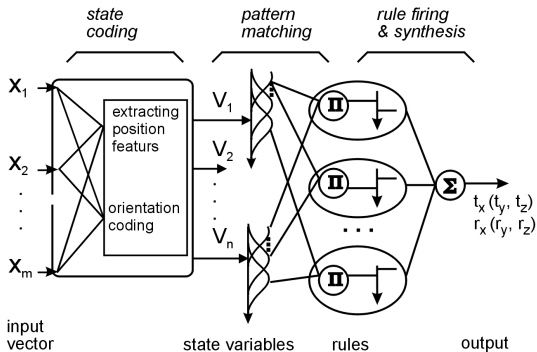 state
coding
pattern
matching
rule firing
& synthesis
X1
X2
Xm
extracting
position
featurs
orientation
coding
V1
V2
Vn
Π
Π
Π
Σ
tx (ty, tz)
rx (ry, rz)
input
vector
state variables
rules
output